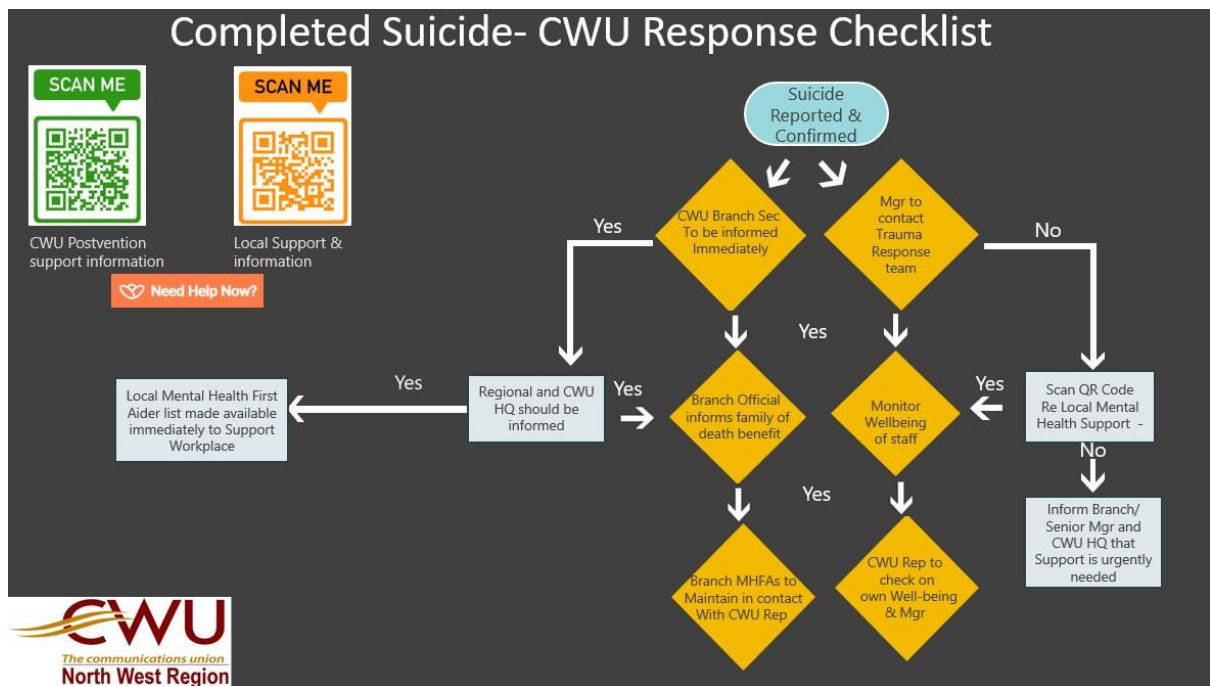 Completed Suicide- CWU Response Checklist
SCAN ME
SCAN ME
CWU Postvention
support information
Local Support &
information
Need Help Now?
Suicide
Reported &
Confirmed
CWU Branch Sec
To be informed
Immediately
Mgr to
contact
Trauma
Response
team
Yes
No
Yes
Local Mental Health First
Aider list made available
immediately to Support
Workplace
Yes
Regional and CWU
HQ should be
informed
Yes
Branch Official
informs family of
death benefit
Monitor
Wellbeing
of staff
Yes
Scan QR Code
Re Local Mental
Health Support -
No
Yes
Inform Branch/
Senior Mgr and
CWU HQ that
Support is urgently
needed
Branch MHFAs to
Maintain in contact
With CWU Rep
CWU Rep to
check on
own Well-being
& Mgr
CWU
The communications union
North West Region